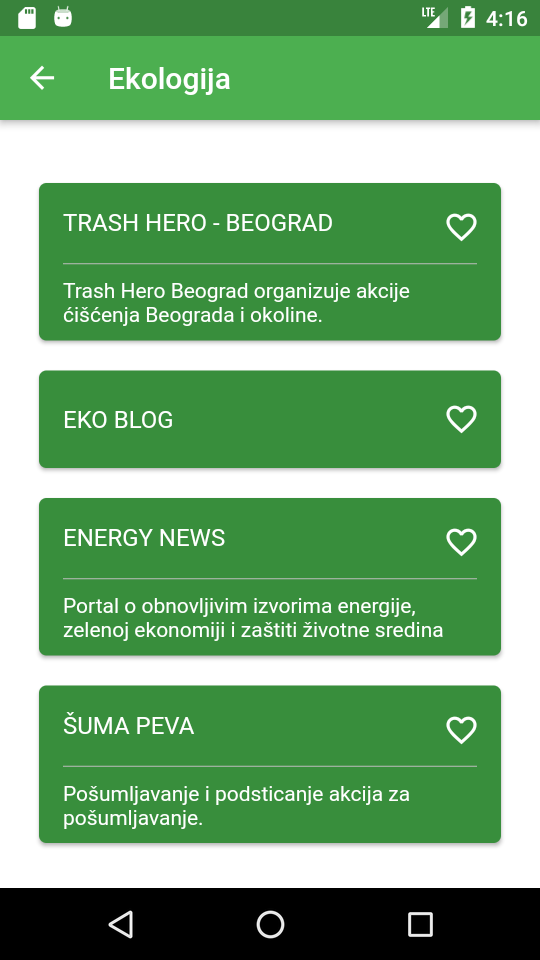 LTE
4:16
Ekologija
TRASH HERO - BEOGRAD
Trash Hero Beograd organizuje akcije
ćišćenja Beograda i okoline.
EKO BLOG
ENERGY NEWS
Portal o obnovljivim izvorima energije,
zelenoj ekonomiji i zaštiti životne sredina
ŠUMA PEVA
Pošumljavanje i podsticanje akcija za
pošumljavanje.